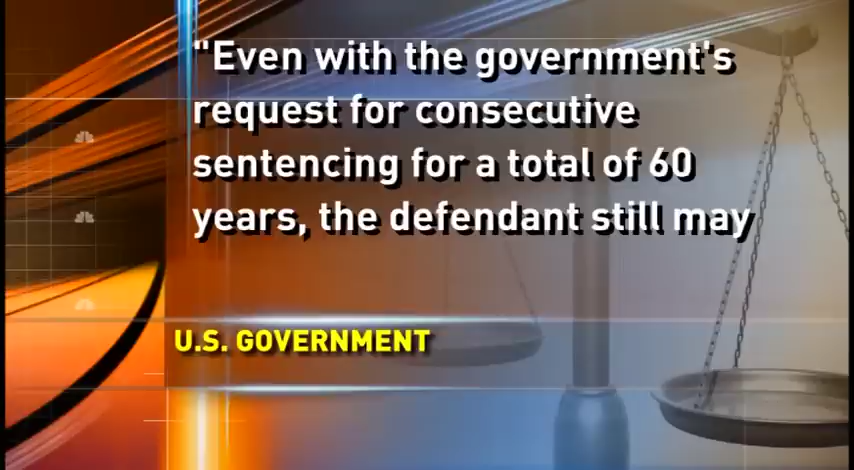 "Even with the government's
request for consecutive
sentencing for a total of 60
years, the defendant still may
U.S. GOVERNMENT